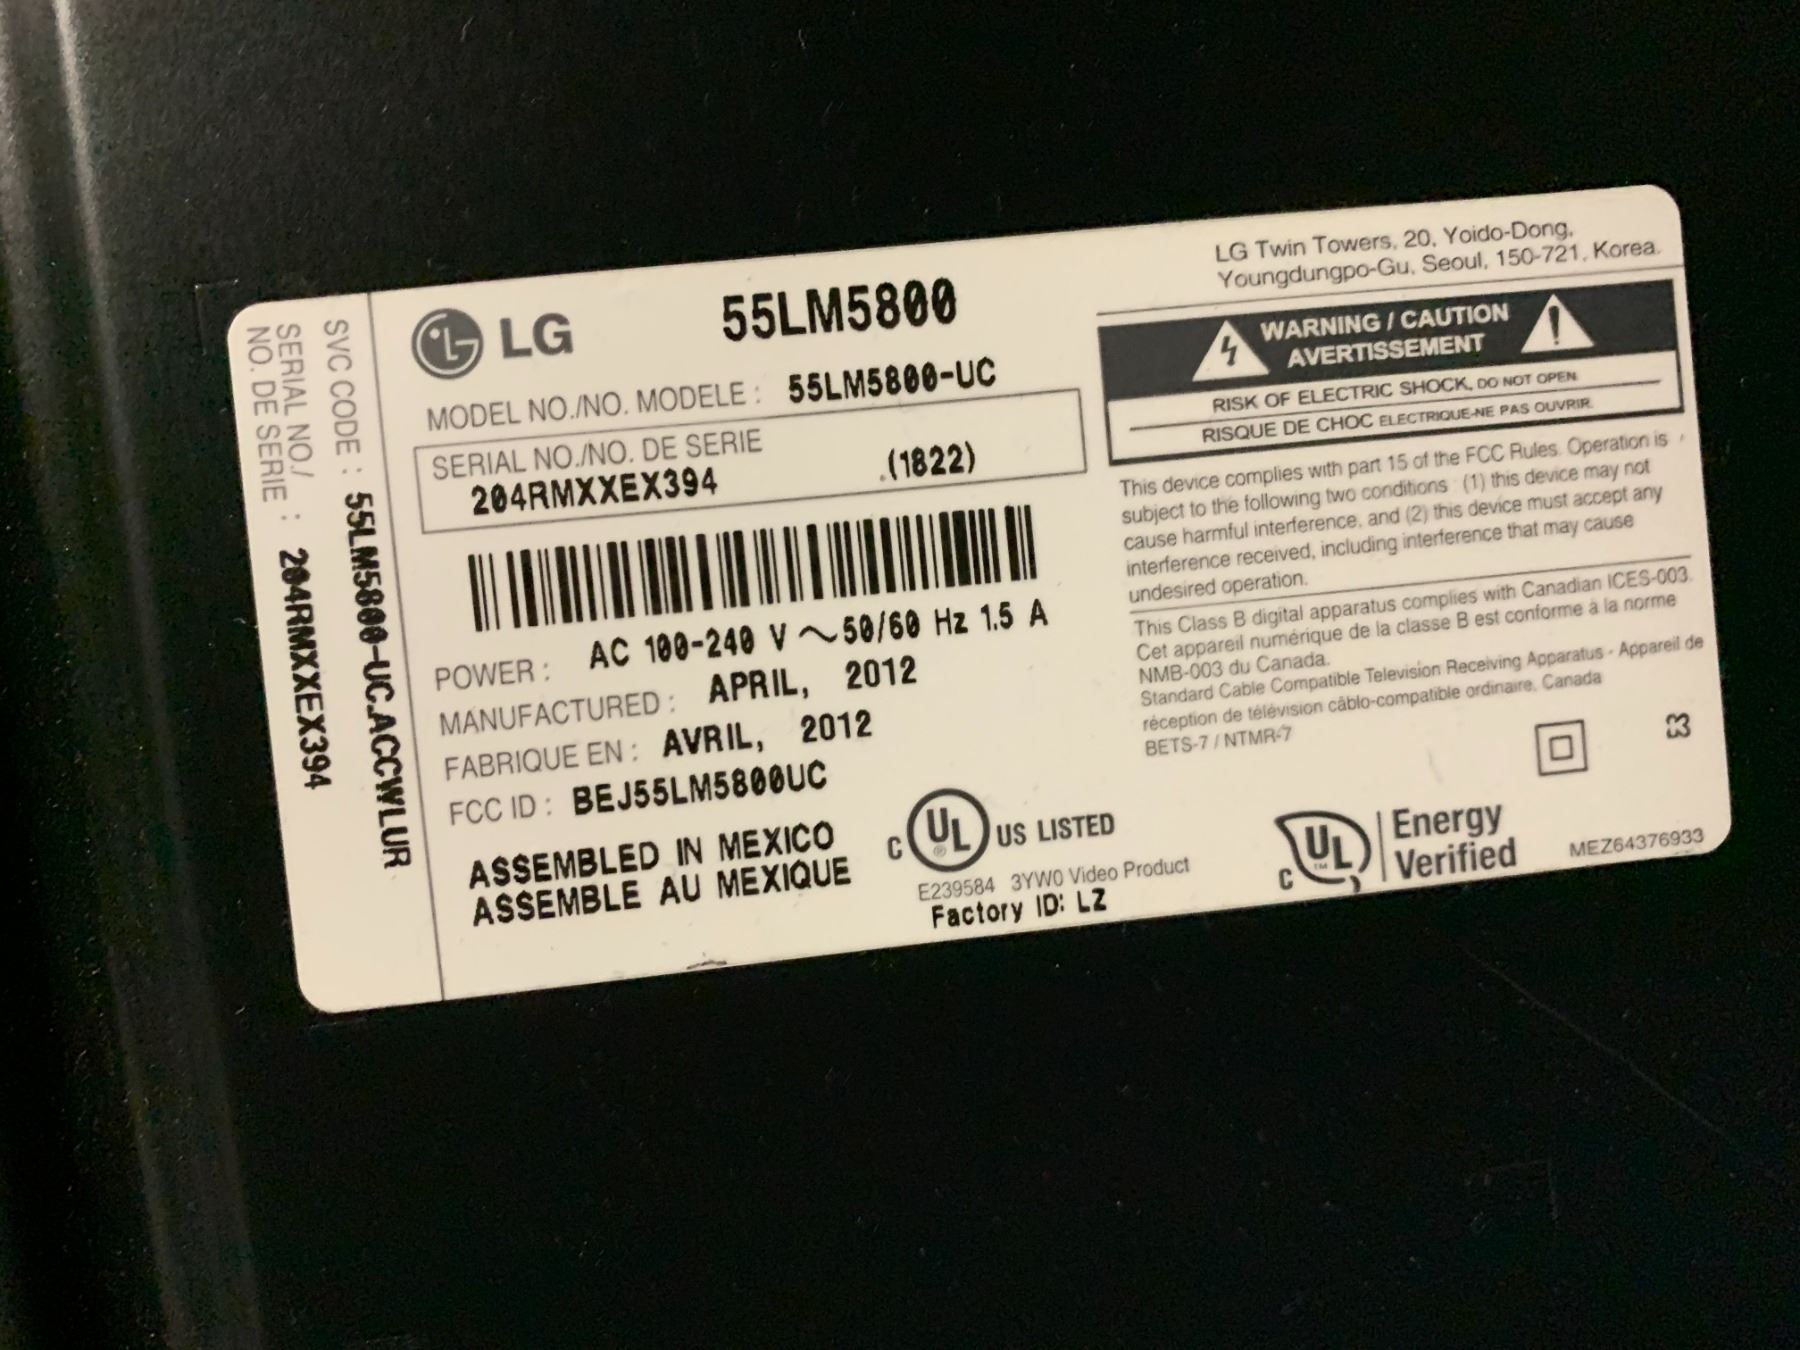 SVC CODE : 55LM5800-UC.ACCWLUR
SERIAL NO./
NO. DE SERIE : 204RMXXEX394
LG
55LM5800
MODEL NO./NO. MODELE : 55LM5800-UC
SERIAL NO./NO. DE SERIE
204RMXXEX394 .(1822)
POWER : AC 100-240 V ~50/60 Hz 1.5 A
MANUFACTURED : APRIL, 2012
FABRIQUE EN : AVRIL, 2012
FCC ID : BEJ55LM5800UC
ASSEMBLED IN MEXICO
ASSEMBLE AU MEXIQUE
C UL ® US LISTED
E239584 3YW0 Video Product
Factory ID: LZ
LG Twin Towers, 20, Yoido-Dong,
Youngdungpo-Gu, Seoul, 150-721, Korea.
WARNING / CAUTION
AVERTISSEMENT
RISK OF ELECTRIC SHOCK, DO NOT OPEN
RISQUE DE CHOC ELECTRIQUE-NE PAS OUVRIR
This device complies with part 15 of the FCC Rules. Operation is
subject to the following two conditions : (1) this device may not
cause harmful interference, and (2) this device must accept any
interference received, including interference that may cause
undesired operation.
This Class B digital apparatus complies with Canadian ICES-003.
Cet appareil numérique de la classe B est conforme à la norme
NMB-003 du Canada.
Standard Cable Compatible Television Receiving Apparatus - Appareil de
réception de télévision câblo-compatible ordinaire, Canada
BETS-7 / NTMR-7
C UL ™ Energy
Verified
MEZ64376933